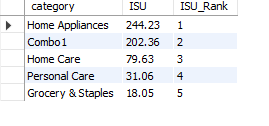 category ISU ISU_Rank
Home Appliances 244.23 1
Combo1 202.36 2
Home Care 79.63 3
Personal Care 31.06 4
Grocery & Staples 18.05 5